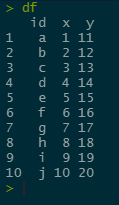 > df
   id  x  y
1   a  1 11
2   b  2 12
3   c  3 13
4   d  4 14
5   e  5 15
6   f  6 16
7   g  7 17
8   h  8 18
9   i  9 19
10  j 10 20
>